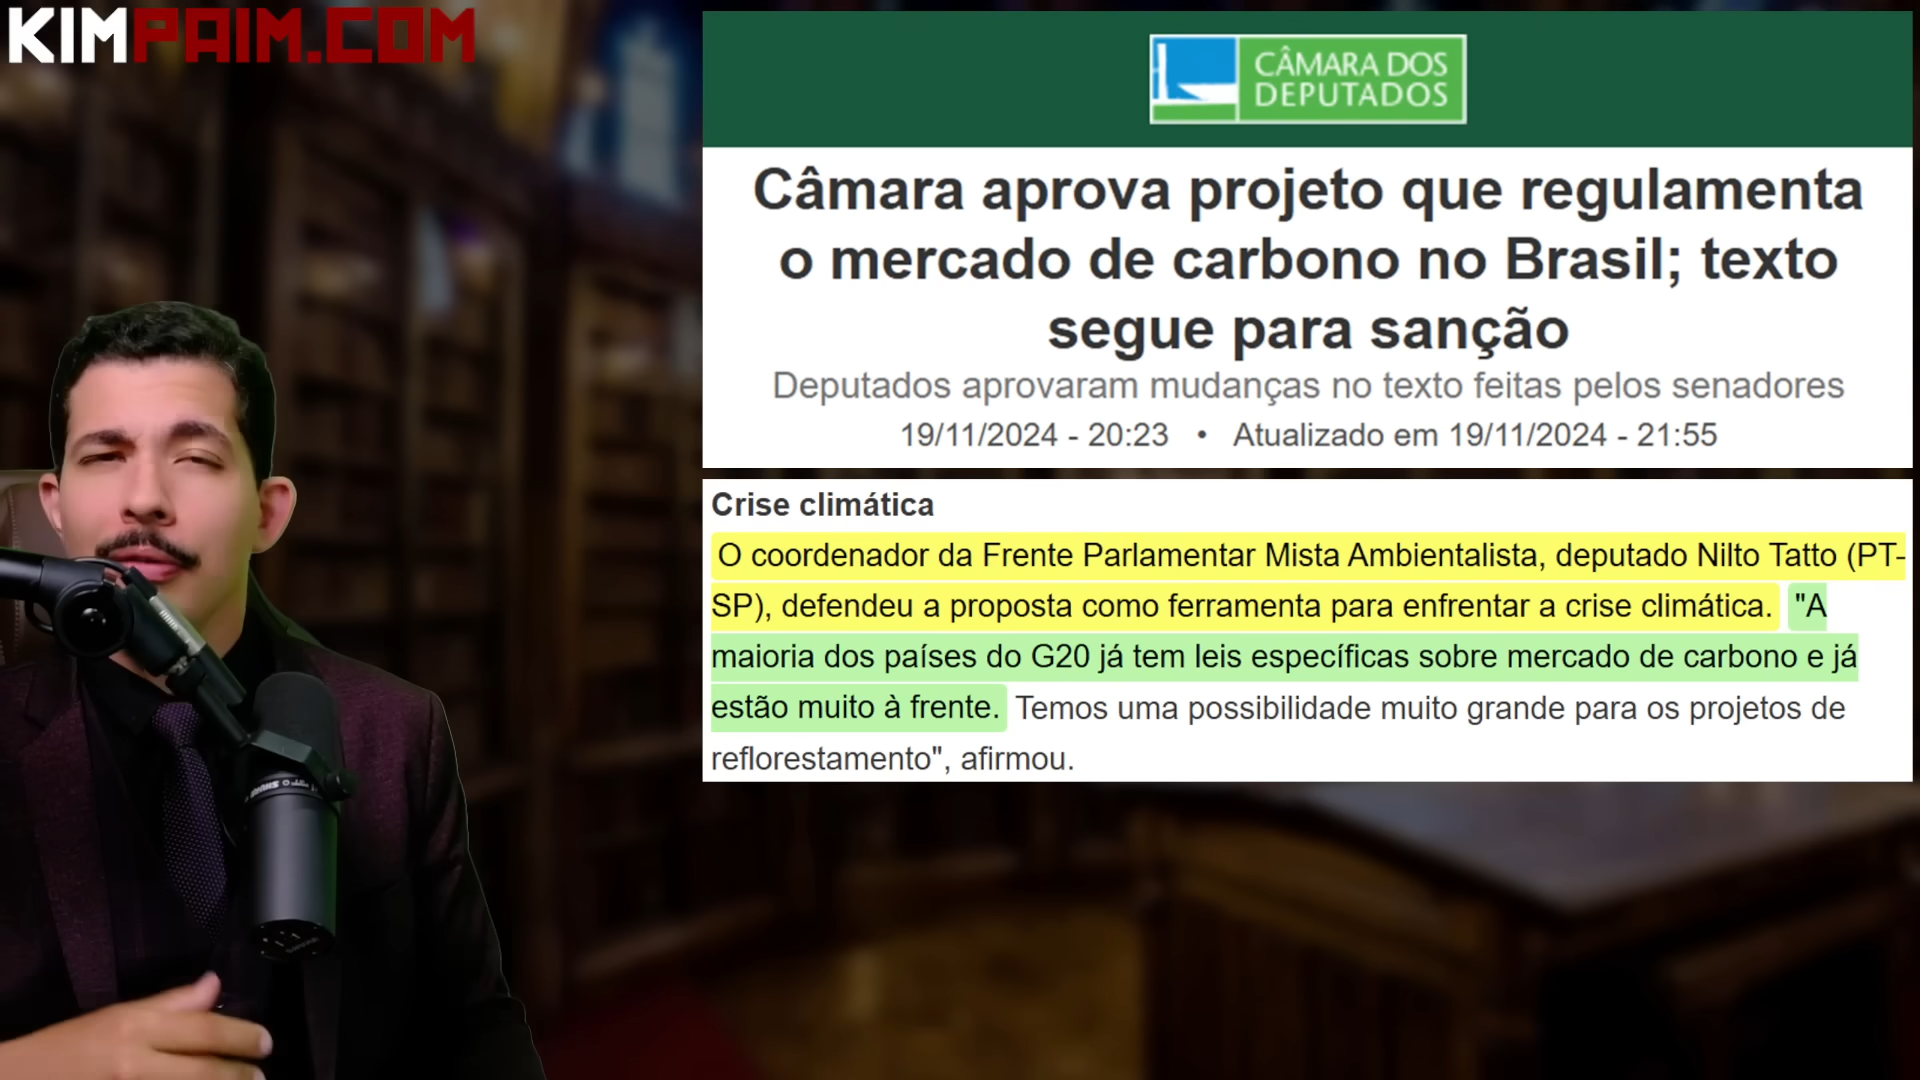 KIMPAIM.COM
CÂMARA DOS
DEPUTADOS
Câmara aprova projeto que regulamenta
o mercado de carbono no Brasil; texto
segue para sanção
Deputados aprovaram mudanças no texto feitas pelos senadores
19/11/2024 - 20:23 • Atualizado em 19/11/2024 - 21:55
Crise climática
O coordenador da Frente Parlamentar Mista Ambientalista, deputado Nilto Tatto (PT-
SP), defendeu a proposta como ferramenta para enfrentar a crise climática. "A
maioria dos países do G20 já tem leis específicas sobre mercado de carbono e já
estão muito à frente. Temos uma possibilidade muito grande para os projetos de
reflorestamento", afirmou.